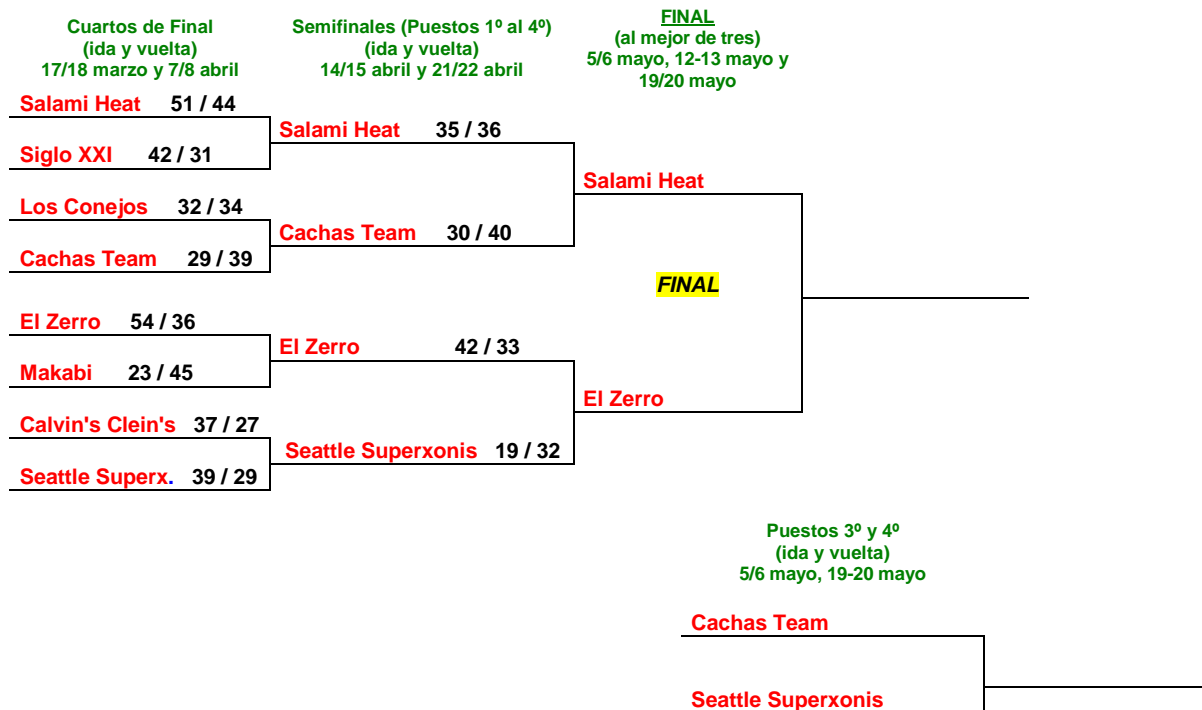 Cuartos de Final
(ida y vuelta)
17/18 marzo y 7/8 abril
Semifinales (Puestos 1º al 4º)
(ida y vuelta)
14/15 abril y 21/22 abril
FINAL
(al mejor de tres)
5/6 mayo, 12-13 mayo y
19/20 mayo
Salami Heat 51 / 44
Siglo XXI 42 / 31
Los Conejos 32 / 34
Cachas Team 29 / 39
El Zerro 54 / 36
Makabi 23 / 45
Calvin's Clein's 37 / 27
Seattle Superx. 39 / 29
Salami Heat 35 / 36
Cachas Team 30 / 40
El Zerro 42 / 33
Seattle Superxonis 19 / 32
Salami Heat
FINAL
El Zerro
Puestos 3º y 4º
(ida y vuelta)
5/6 mayo, 19-20 mayo
Cachas Team
Seattle Superxonis